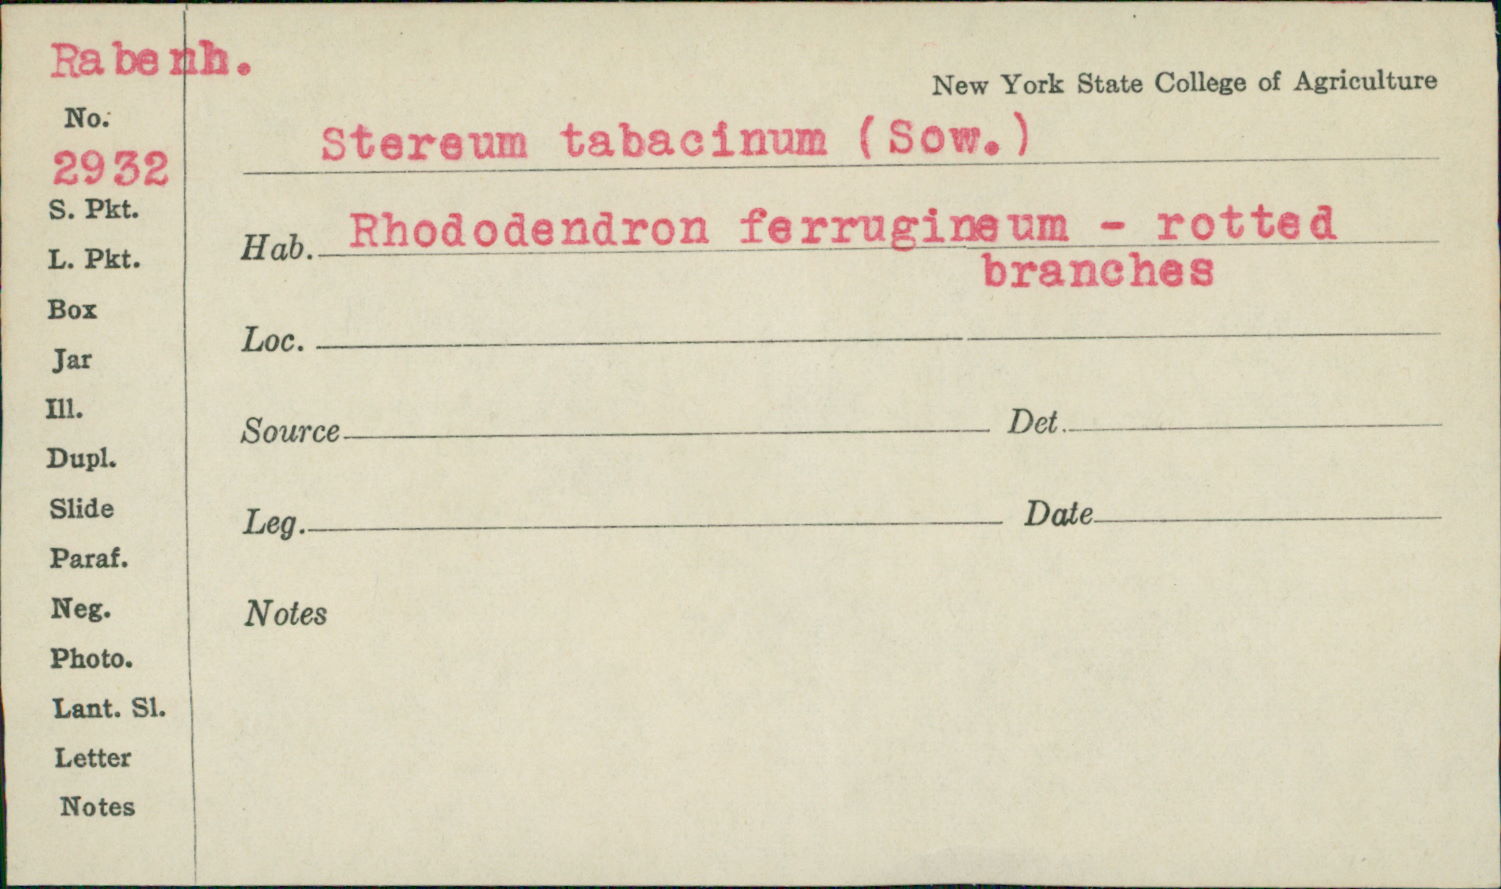 Rabenh.
New York State College of Agriculture
No.
2932
Stereum tabacinum (Sow.)
S. Pkt.
Hab. Rhododendron ferrugineum - rotted
branches
L. Pkt.
Box
Loc.
Jar
Ill.
Source Det.
Dupl.
Slide
Leg. Date
Paraf.
Neg.
Notes
Photo.
Lant. Sl.
Letter
Notes